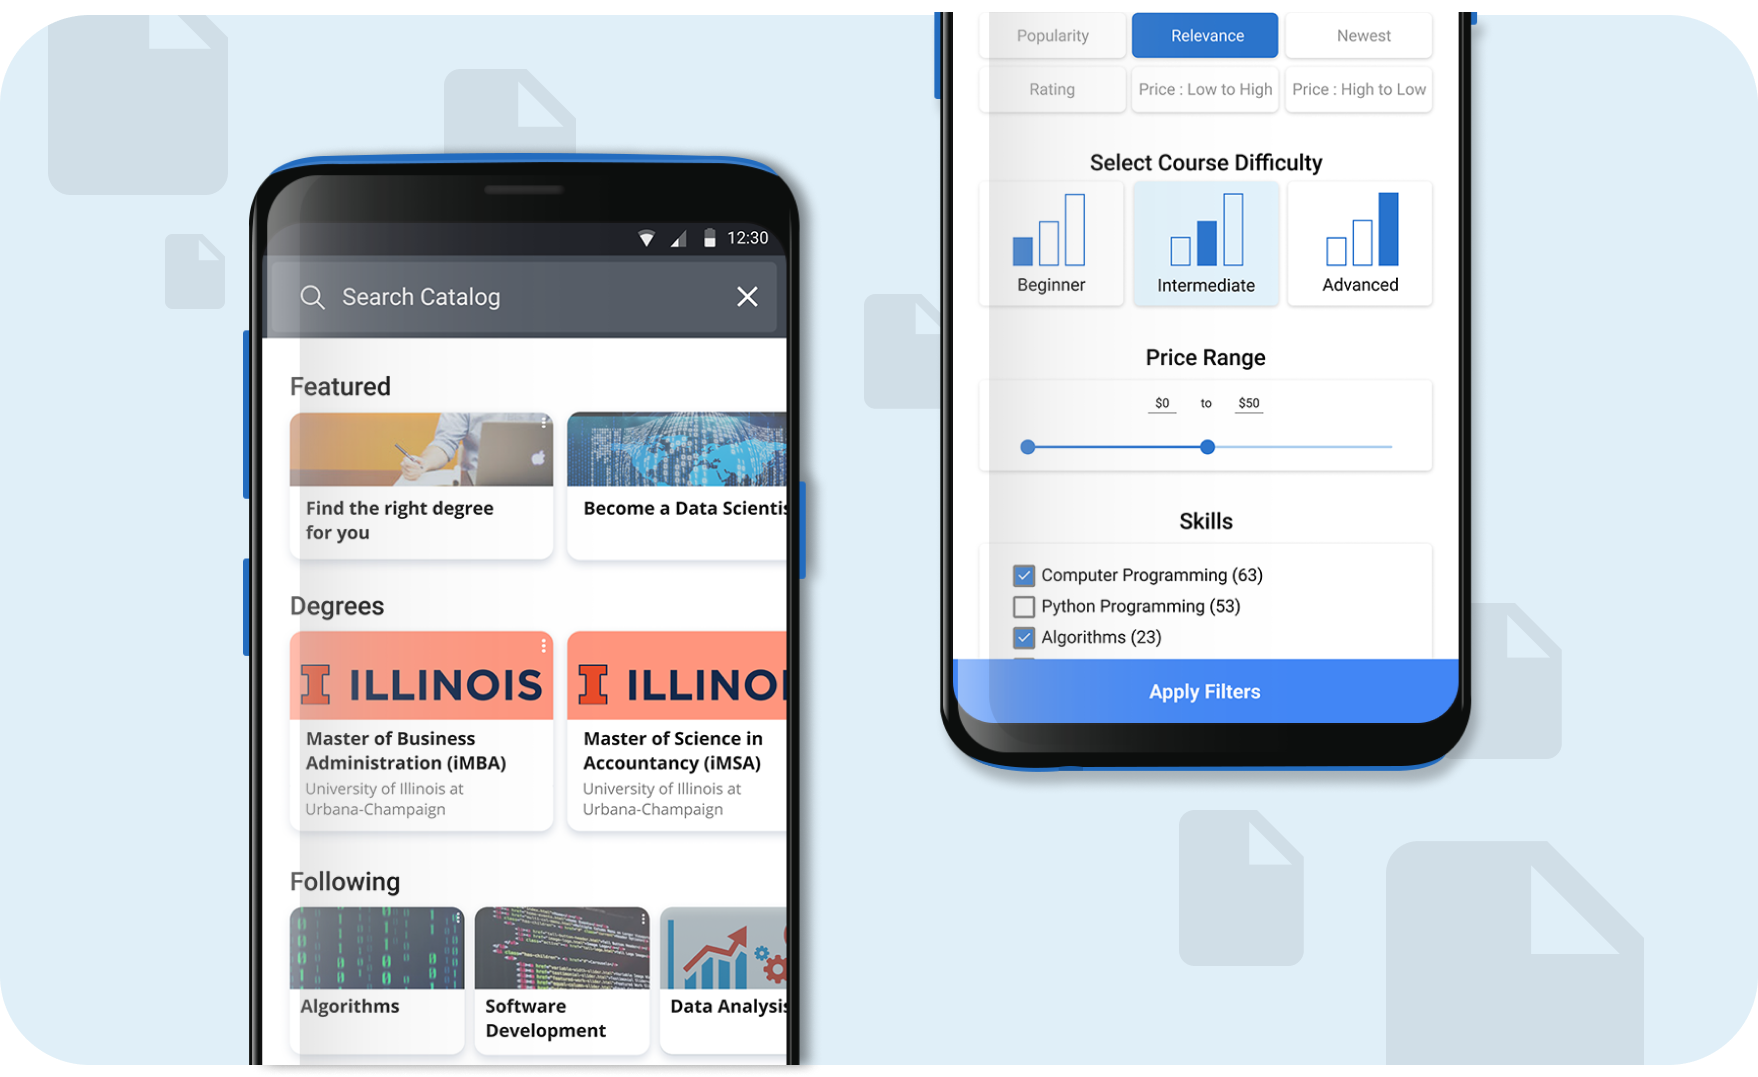 12:30
Search Catalog
Featured
Find the right degree
for you
Become a Data Scientis
Degrees
ILLINOIS
ILLINOI
Master of Business
Administration (iMBA)
University of Illinois at
Urbana-Champaign
Master of Science in
Accountancy (iMSA)
University of Illinois at
Urbana-Champaign
Following
Algorithms
Software
Development
Data Analysis
Popularity
Relevance
Newest
Rating
Price : Low to High
Price : High to Low
Select Course Difficulty
Beginner
Intermediate
Advanced
Price Range
$0 to $50
Skills
Computer Programming (63)
Python Programming (53)
Algorithms (23)
Apply Filters